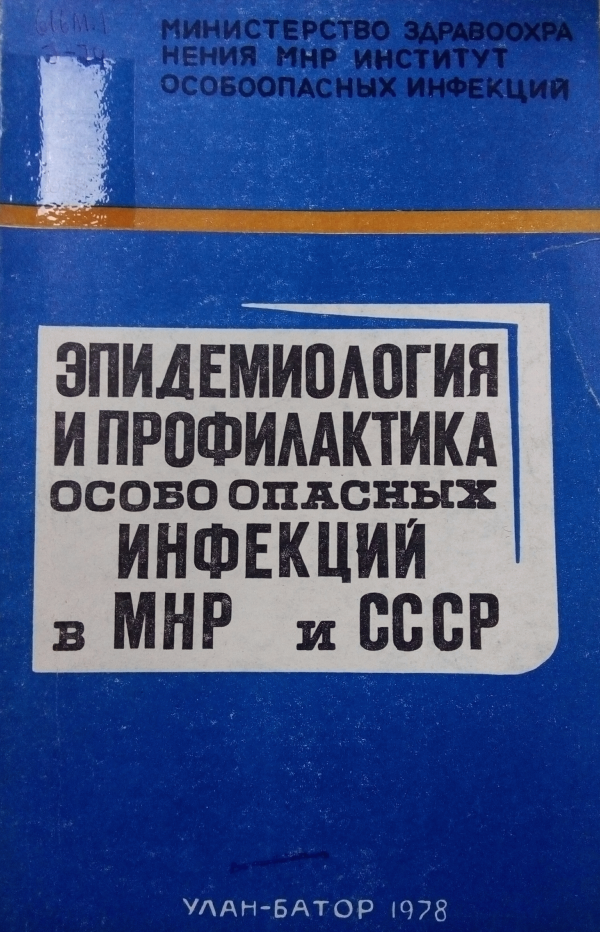 МИНИСТЕРСТВО ЗДРАВООХРА
НЕНИЯ МНР ИНСТИТУТ
ОСОБООПАСНЫХ ИНФЕКЦИЙ
ЭПИДЕМИОЛОГИЯ
И ПРОФИЛАКТИКА
ОСОБО ОПАСНЫХ
ИНФЕКЦИЙ
В МНР И СССР
УЛАН-БАТОР 1978